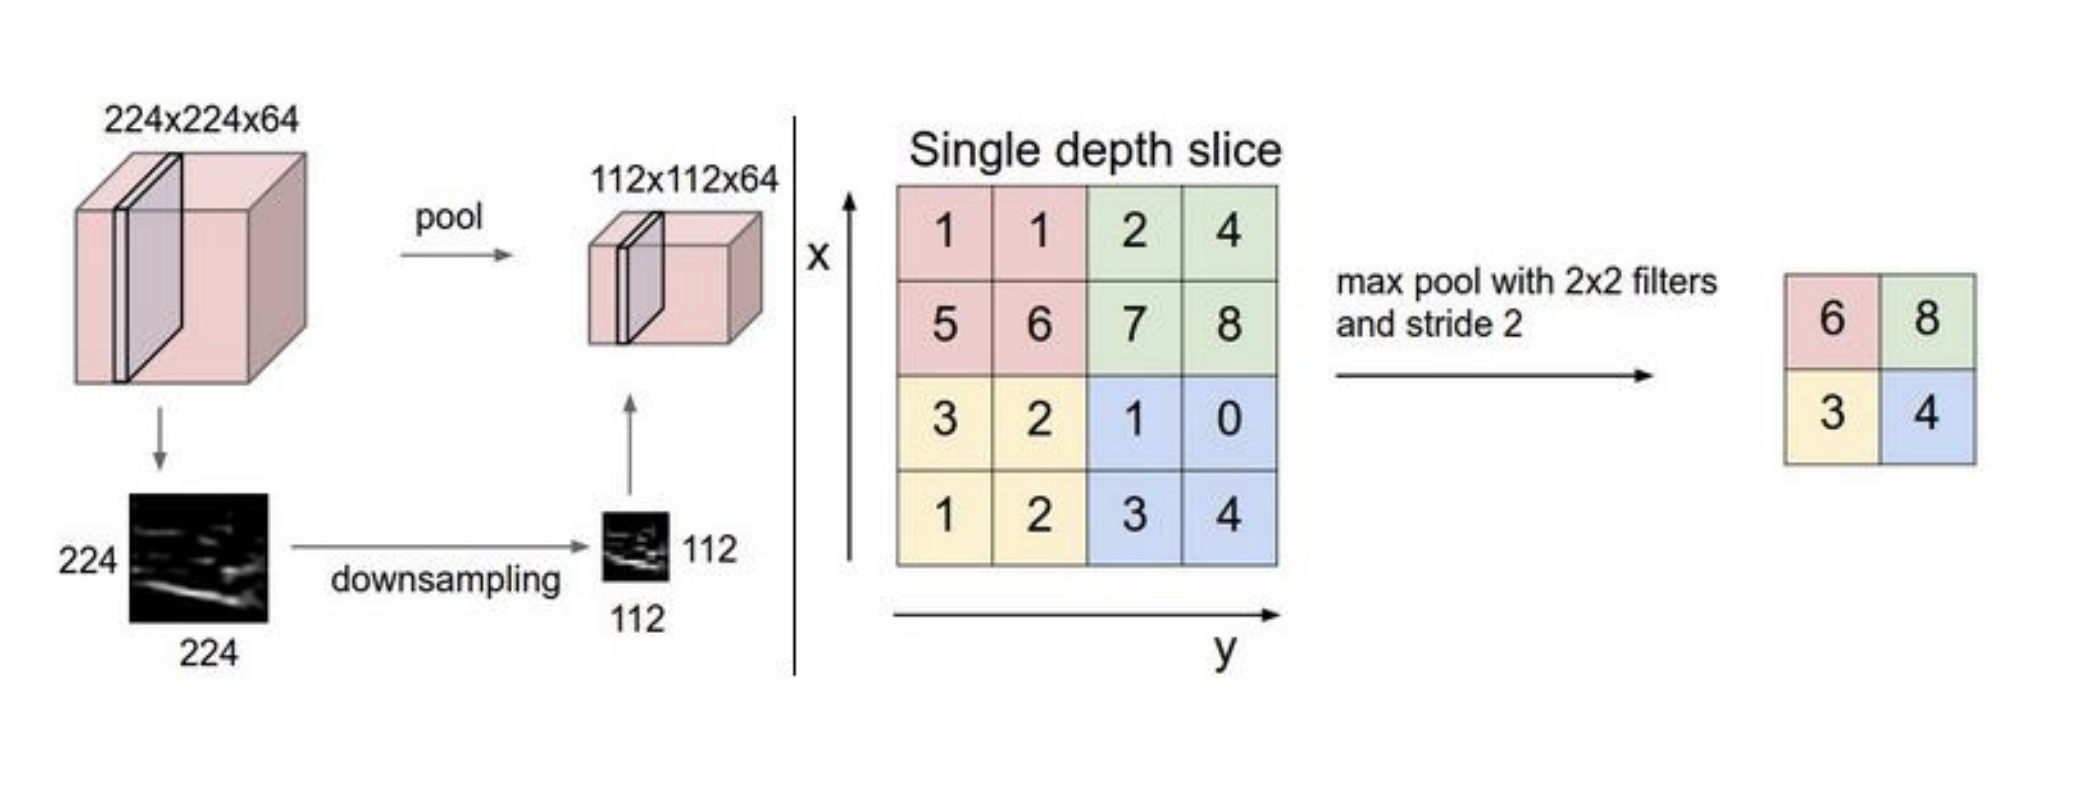 224x224x64
pool
112x112x64
224
224
downsampling
112
112
Single depth slice
x
1 1 2 4
5 6 7 8
3 2 1 0
1 2 3 4
y
max pool with 2x2 filters
and stride 2
6 8
3 4